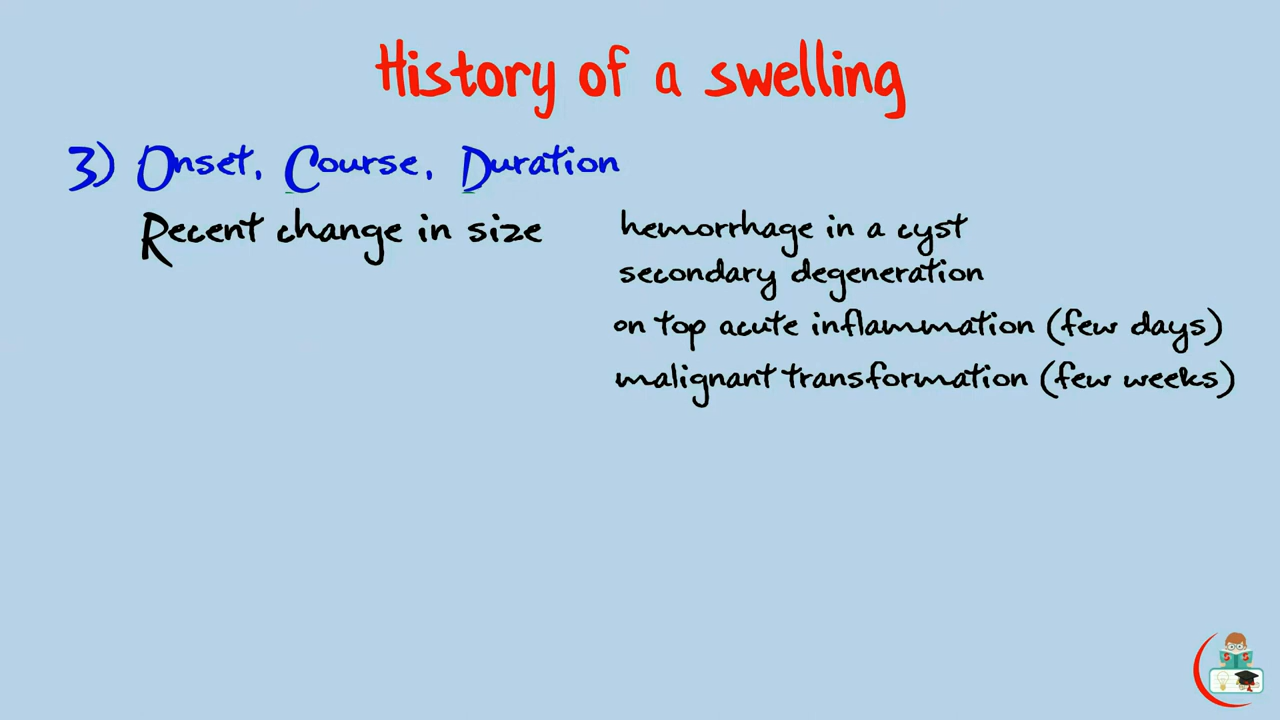 History of a swelling
3) Onset, Course, Duration
Recent change in size
hemorrhage in a cyst
secondary degeneration
on top acute inflammation (few days)
malignant transformation (few weeks)